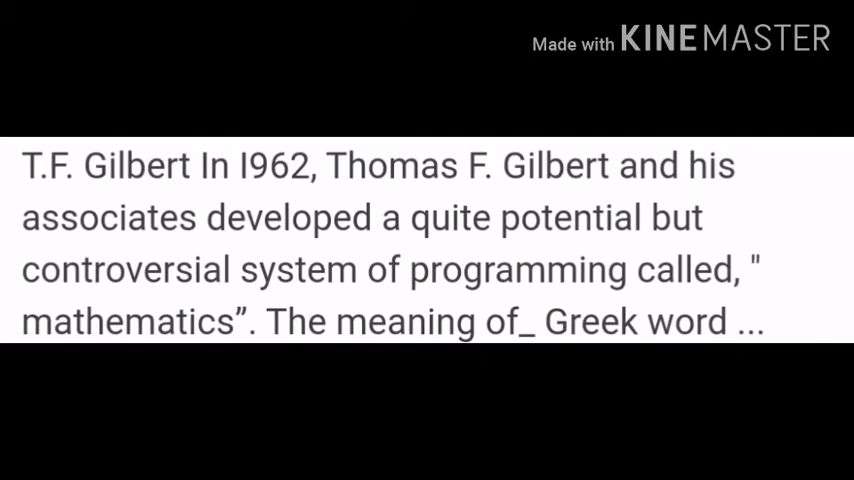 Made with KINEMASTER
T.F. Gilbert In I962, Thomas F. Gilbert and his
associates developed a quite potential but
controversial system of programming called, "
mathematics”. The meaning of_ Greek word ...